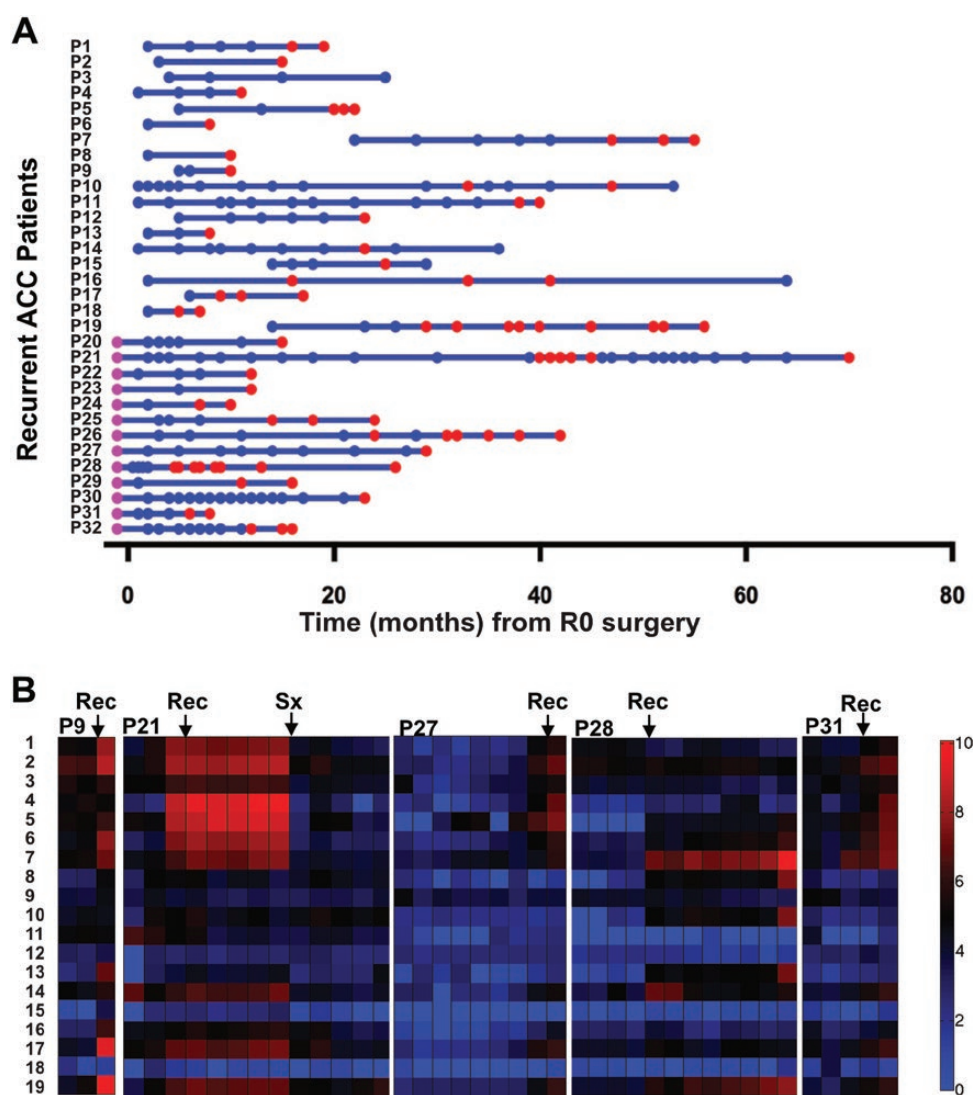 A
Recurrent ACC Patients
P1
P2
P3
P4
P5
P6
P7
P8
P9
P10
P11
P12
P13
P14
P15
P16
P17
P18
P19
P20
P21
P22
P23
P24
P25
P26
P27
P28
P29
P30
P31
P32
0 20 40 60 80
Time (months) from R0 surgery
B
Rec Rec Sx Rec Rec Rec
P9 P21 P27 P28 P31
1
2
3
4
5
6
7
8
9
10
11
12
13
14
15
16
17
18
19
10
8
6
4
2
0